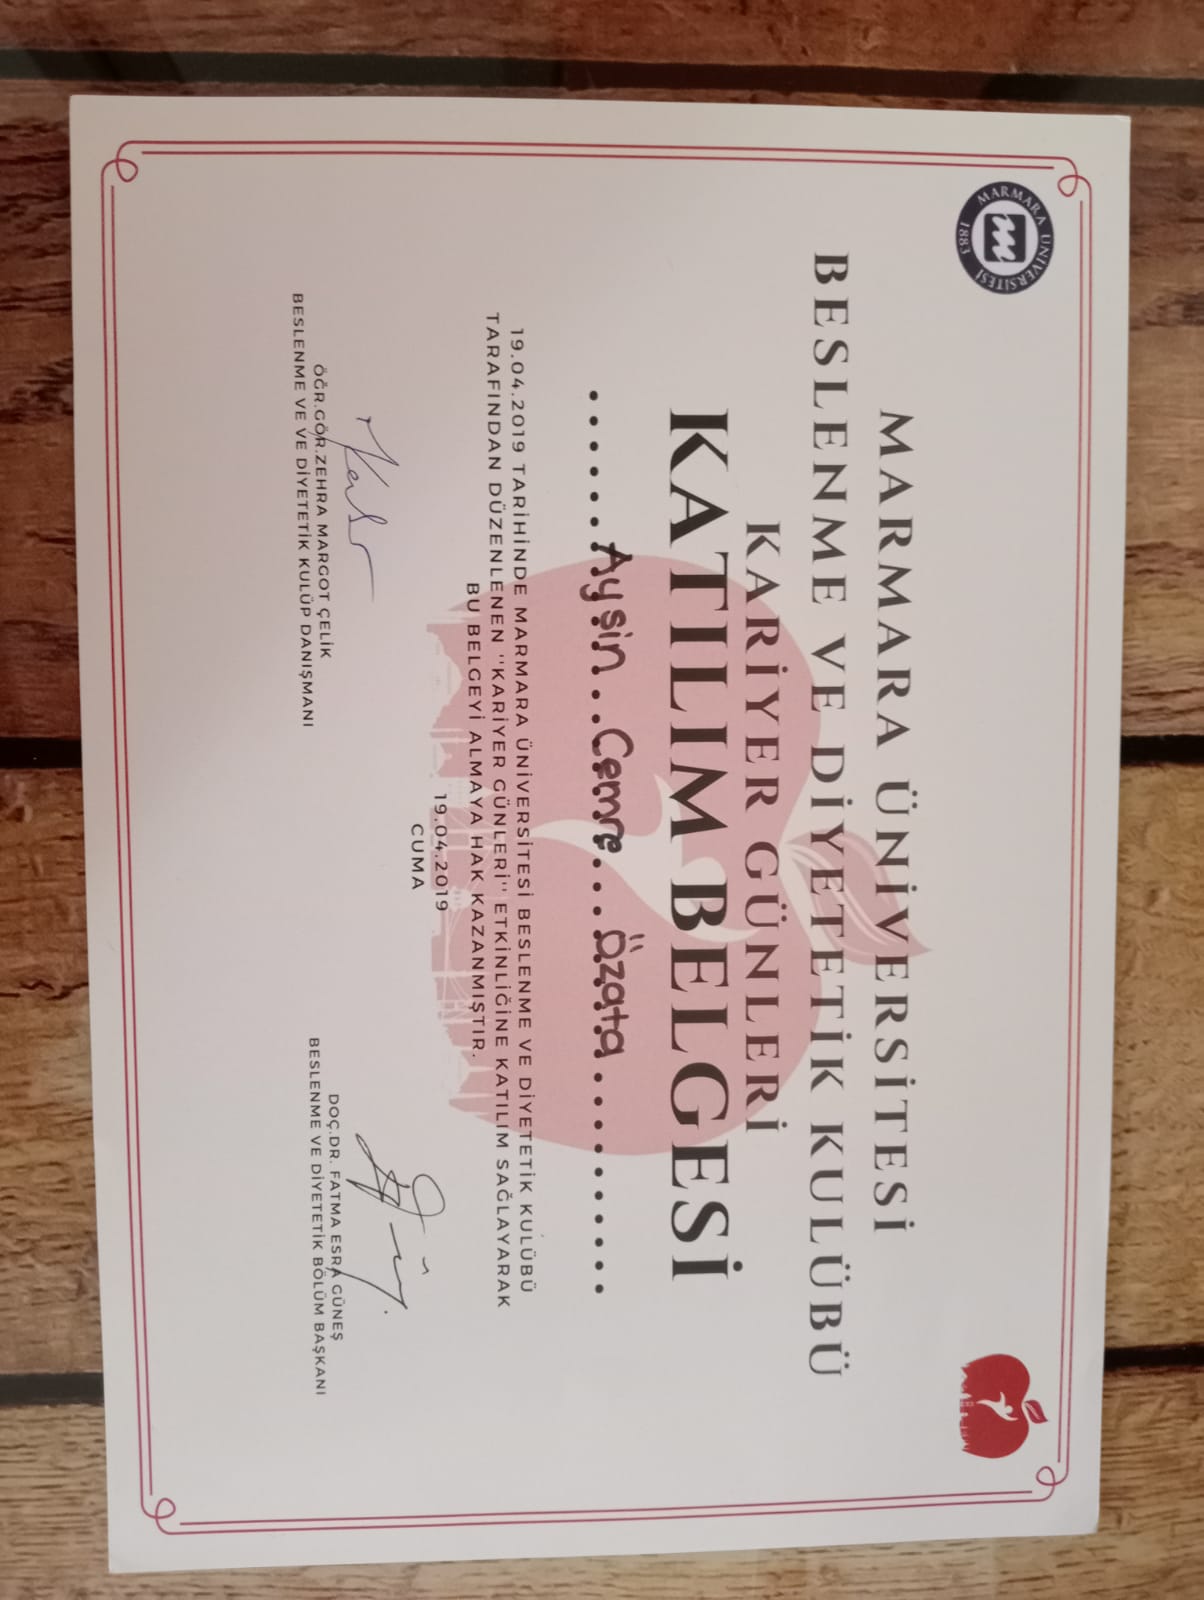 MARMARA ÜNİVERSİTESİ
1883
MARMARA ÜNİVERSİTESİ
BESLENME VE DİYETETİK KULÜBÜ
KARİYER GÜNLERİ
KATILIM BELGESİ
Aysin Cemre Özata
19.04.2019 TARİHİNDE MARMARA ÜNİVERSİTESİ BESLENME VE DİYETETİK KULÜBÜ
TARAFINDAN DÜZENLENEN ''KARİYER GÜNLERİ'' ETKİNLİĞİNE KATILIM SAĞLAYARAK
BU BELGEYİ ALMAYA HAK KAZANMIŞTIR.
19.04.2019
CUMA
ÖĞR.GÖR.ZEHRA MARGOT ÇELİK
BESLENME VE VE DİYETETİK KULÜP DANIŞMANI
DOÇ.DR. FATMA ESRA GÜNEŞ
BESLENME VE DİYETETİK BÖLÜM BAŞKANI